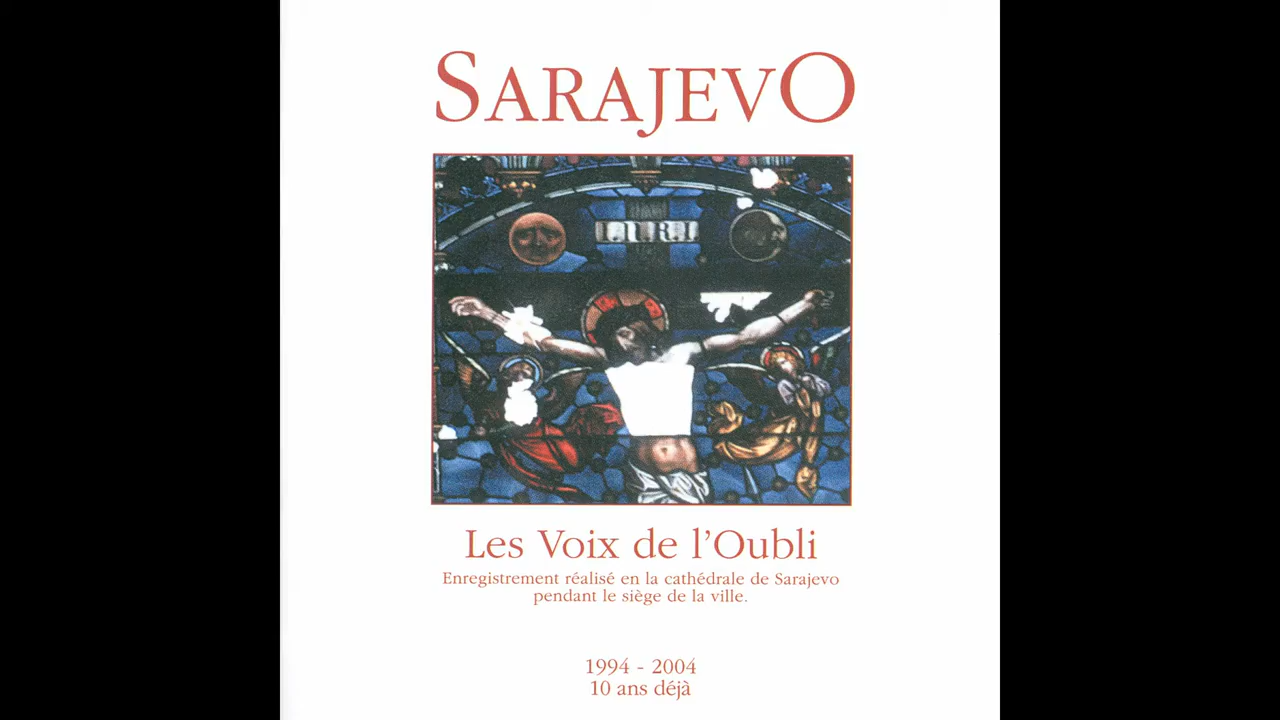 SARAJEVO
I.N.R.I
Les Voix de l'Oubli
Enregistrement réalisé en la cathédrale de Sarajevo
pendant le siège de la ville.
1994 - 2004
10 ans déjà